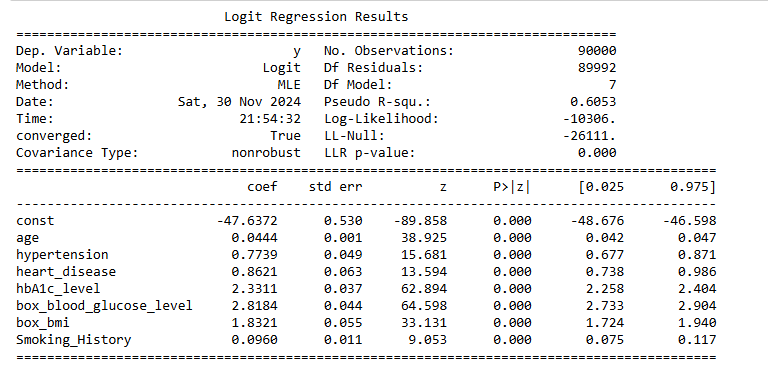 Logit Regression Results
==============================================================================
Dep. Variable:                      y   No. Observations:                90000
Model:                          Logit   Df Residuals:                    89992
Method:                           MLE   Df Model:                            7
Date:                Sat, 30 Nov 2024   Pseudo R-squ.:                  0.6053
Time:                        21:54:32   Log-Likelihood:                -10306.
converged:                       True   LL-Null:                       -26111.
Covariance Type:            nonrobust   LLR p-value:                     0.000
===========================================================================================
                              coef    std err          z      P>|z|      [0.025      0.975]
-------------------------------------------------------------------------------------------
const                     -47.6372      0.530    -89.858      0.000     -48.676     -46.598
age                         0.0444      0.001     38.925      0.000       0.042       0.047
hypertension                0.7739      0.049     15.681      0.000       0.677       0.871
heart_disease               0.8621      0.063     13.594      0.000       0.738       0.986
hbA1c_level                 2.3311      0.037     62.894      0.000       2.258       2.404
box_blood_glucose_level     2.8184      0.044     64.598      0.000       2.733       2.904
box_bmi                     1.8321      0.055     33.131      0.000       1.724       1.940
Smoking_History             0.0960      0.011      9.053      0.000       0.075       0.117
===========================================================================================